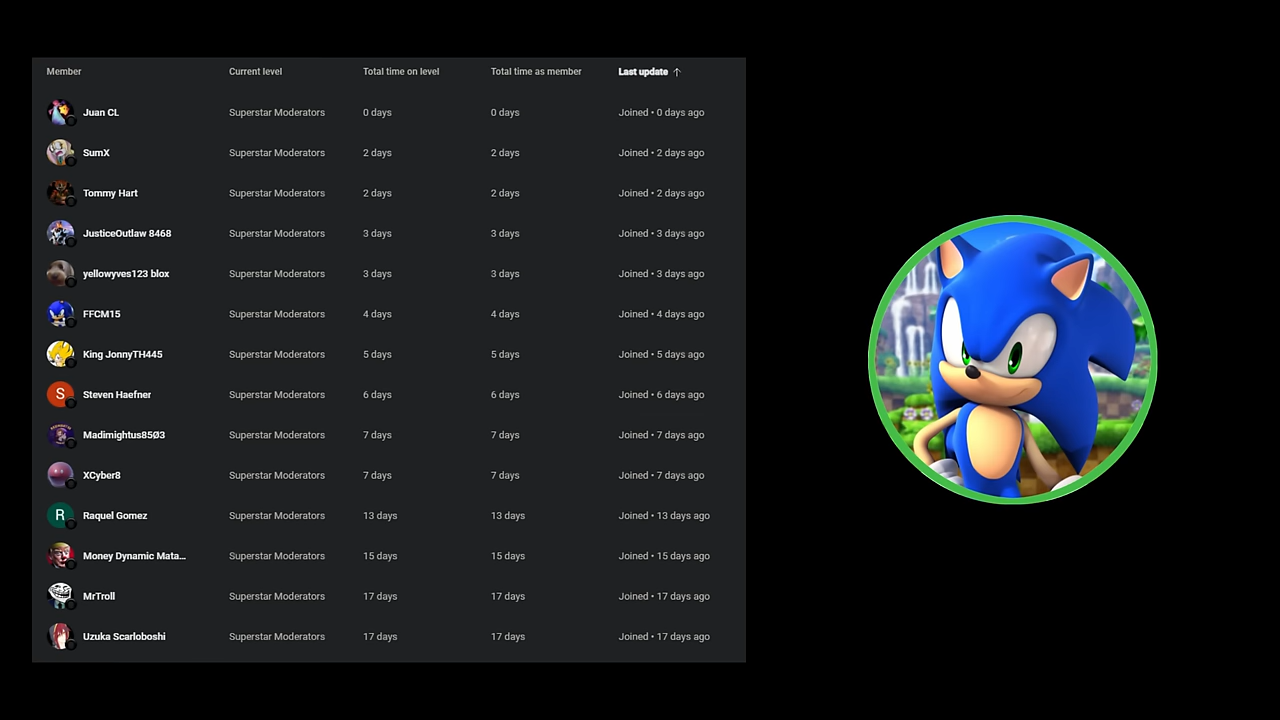 Member Current level Total time on level Total time as member Last update ↑
Juan CL Superstar Moderators 0 days 0 days Joined • 0 days ago
SumX Superstar Moderators 2 days 2 days Joined • 2 days ago
Tommy Hart Superstar Moderators 2 days 2 days Joined • 2 days ago
JusticeOutlaw 8468 Superstar Moderators 3 days 3 days Joined • 3 days ago
yellowyves123 blox Superstar Moderators 3 days 3 days Joined • 3 days ago
FFCM15 Superstar Moderators 4 days 4 days Joined • 4 days ago
King JonnyTH445 Superstar Moderators 5 days 5 days Joined • 5 days ago
S Steven Haefner Superstar Moderators 6 days 6 days Joined • 6 days ago
Madimightus85Ø3 Superstar Moderators 7 days 7 days Joined • 7 days ago
XCyber8 Superstar Moderators 7 days 7 days Joined • 7 days ago
R Raquel Gomez Superstar Moderators 13 days 13 days Joined • 13 days ago
Money Dynamic Mata... Superstar Moderators 15 days 15 days Joined • 15 days ago
MrTroll Superstar Moderators 17 days 17 days Joined • 17 days ago
Uzuka Scarloboshi Superstar Moderators 17 days 17 days Joined • 17 days ago